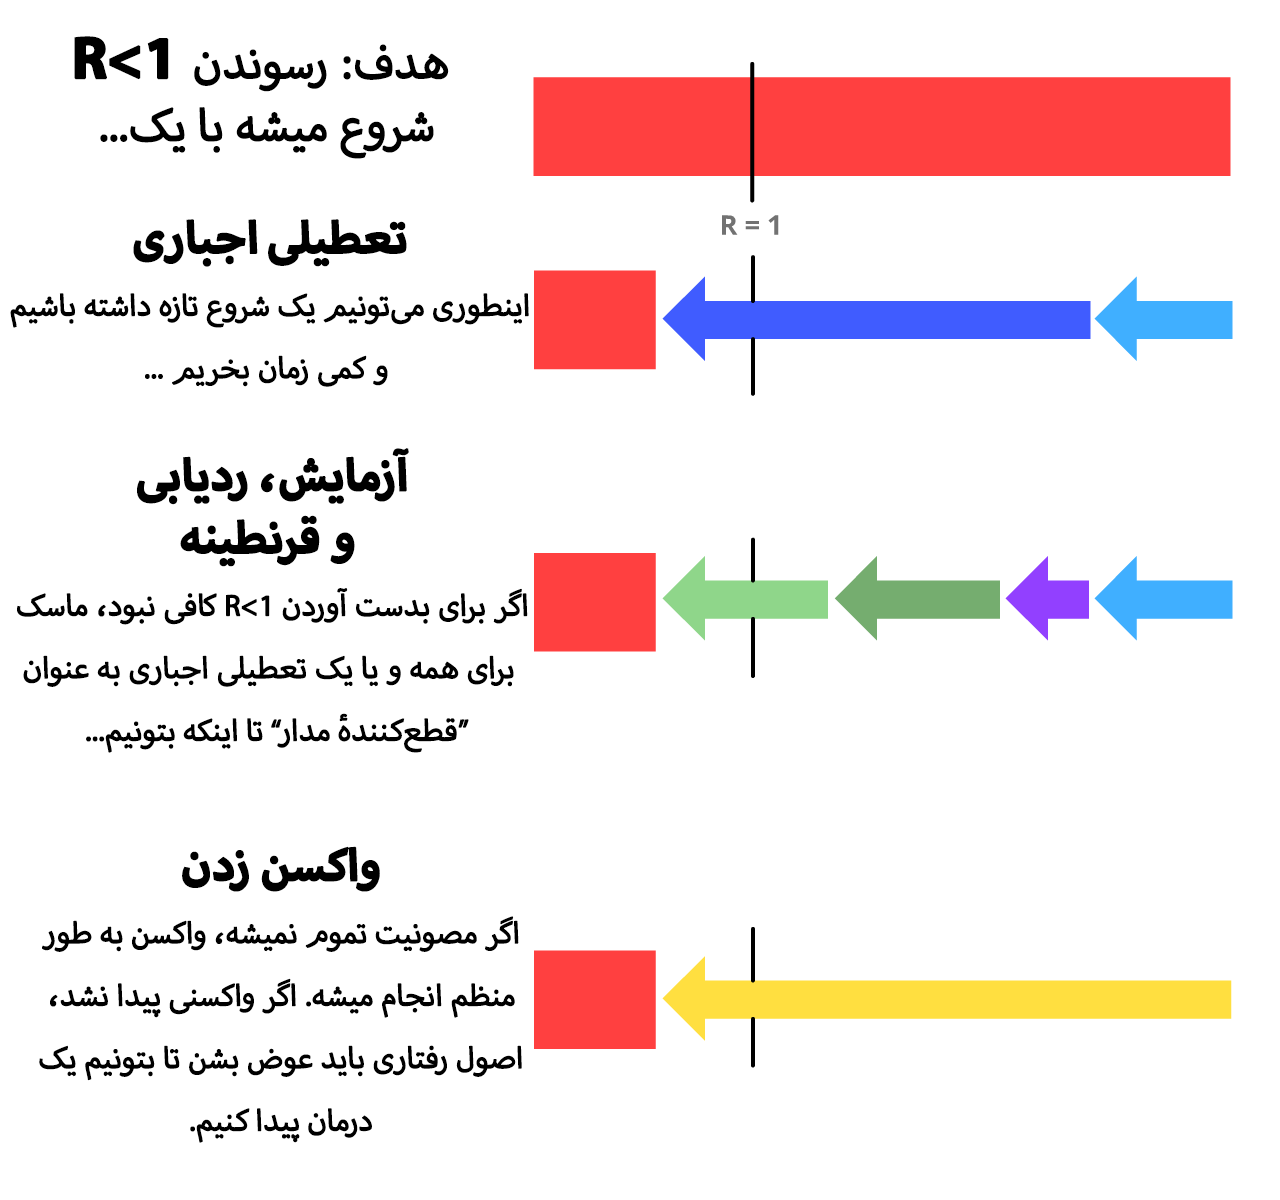 هدف: رسوندن R<1
شروع میشه با یک...
R = 1
تعطیلی اجباری
اینطوری می‌تونیم یک شروع تازه داشته باشیم
و کمی زمان بخریم ...
آزمایش، ردیابی
و قرنطینه
اگر برای بدست آوردن R<1 کافی نبود، ماسک
برای همه و یا یک تعطیلی اجباری به عنوان
”قطع‌کنندهٔ مدار“ تا اینکه بتونیم...
واکسن زدن
اگر مصونیت تموم نمیشه، واکسن به طور
منظم انجام میشه. اگر واکسنی پیدا نشد،
اصول رفتاری باید عوض بشن تا بتونیم یک
درمان پیدا کنیم.